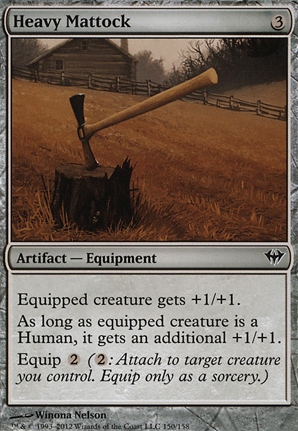 Heavy Mattock 3
Artifact — Equipment
Equipped creature gets +1/+1.
As long as equipped creature is a
Human, it gets an additional +1/+1.
Equip 2 (2: Attach to target creature
you control. Equip only as a sorcery.)
Winona Nelson
™ & © 1993–2012 Wizards of the Coast LLC 150/158